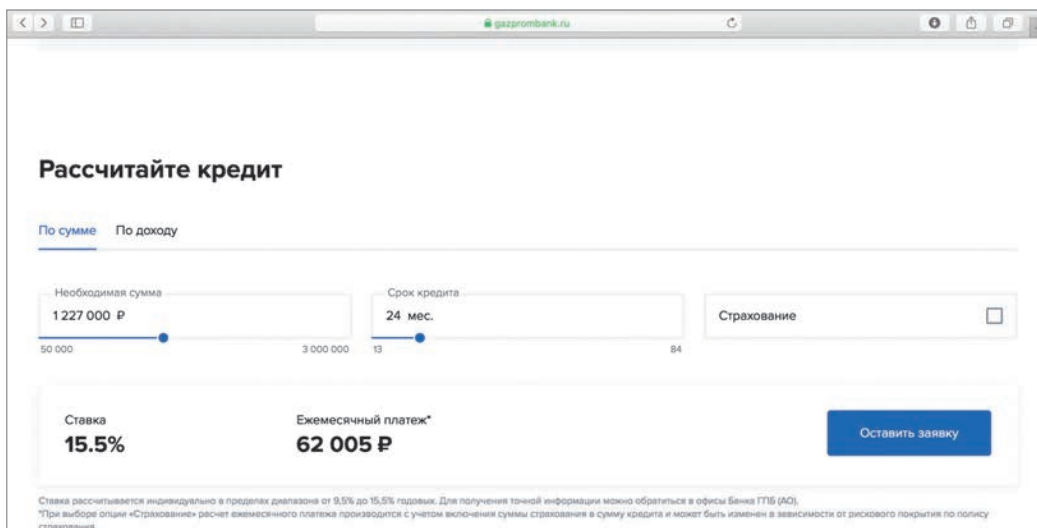 gazprombank.ru
Рассчитайте кредит
По сумме По доходу
Необходимая сумма Срок кредита
1 227 000 ₽ 24 мес. Страхование
50 000 3 000 000 13 84
Ставка Ежемесячный платеж*
15.5% 62 005 ₽ Оставить заявку
Ставка рассчитывается индивидуально в пределах диапазона от 9,5% до 15,5% годовых. Для получения точной информации можно обратиться в офисы Банка ГПБ (АО).
*При выборе опции «Страхование» расчет ежемесячного платежа производится с учетом включения суммы страхования в сумму кредита и может быть изменен в зависимости от рискового покрытия по полису
страхования.